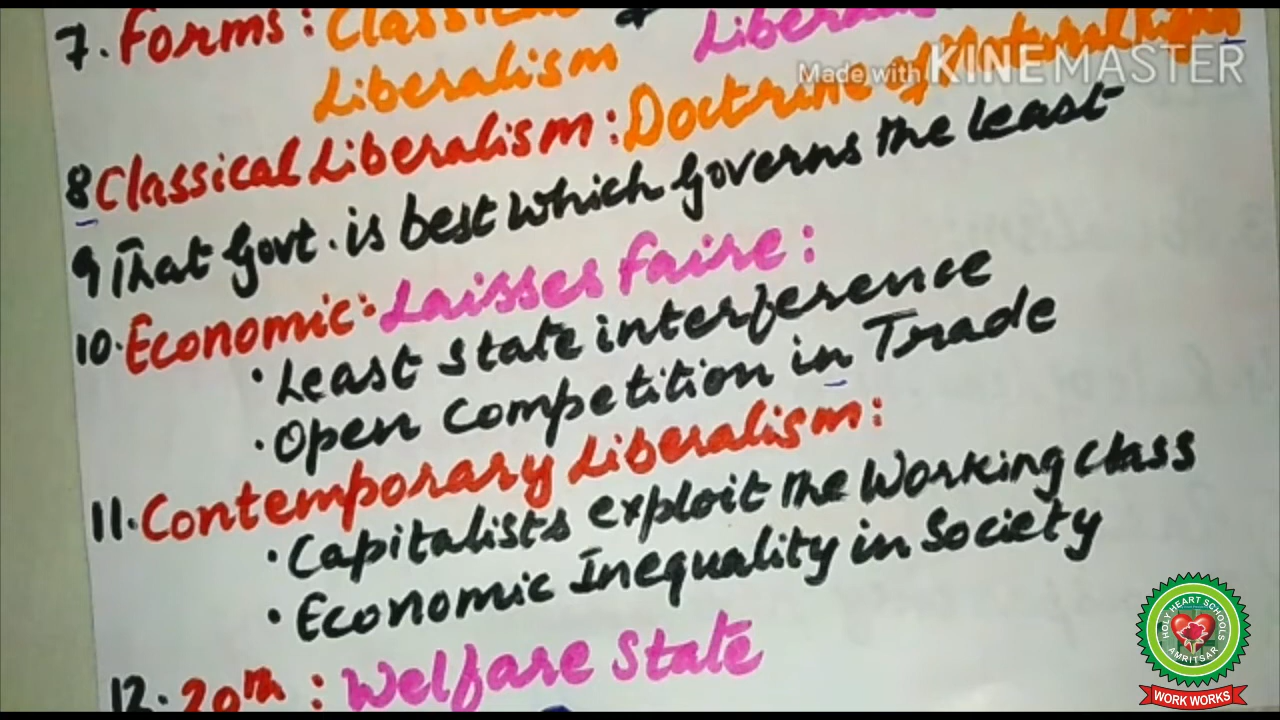 7. Forms: Classical & Liberalism
Liberalism
Made with KINEMASTER
8 Classical Liberalism: Doctrine of Natural Rights
9 That Govt. is best which Governs the least
10. Economic: Laisses Faire:
• Least State interference
• Open Competition in Trade
11. Contemporary Liberalism:
• Capitalists exploit the Working Class
• Economic Inequality in Society
12. 20th: Welfare State
HOLY HEART SCHOOLS
AMRITSAR
WORK WORKS